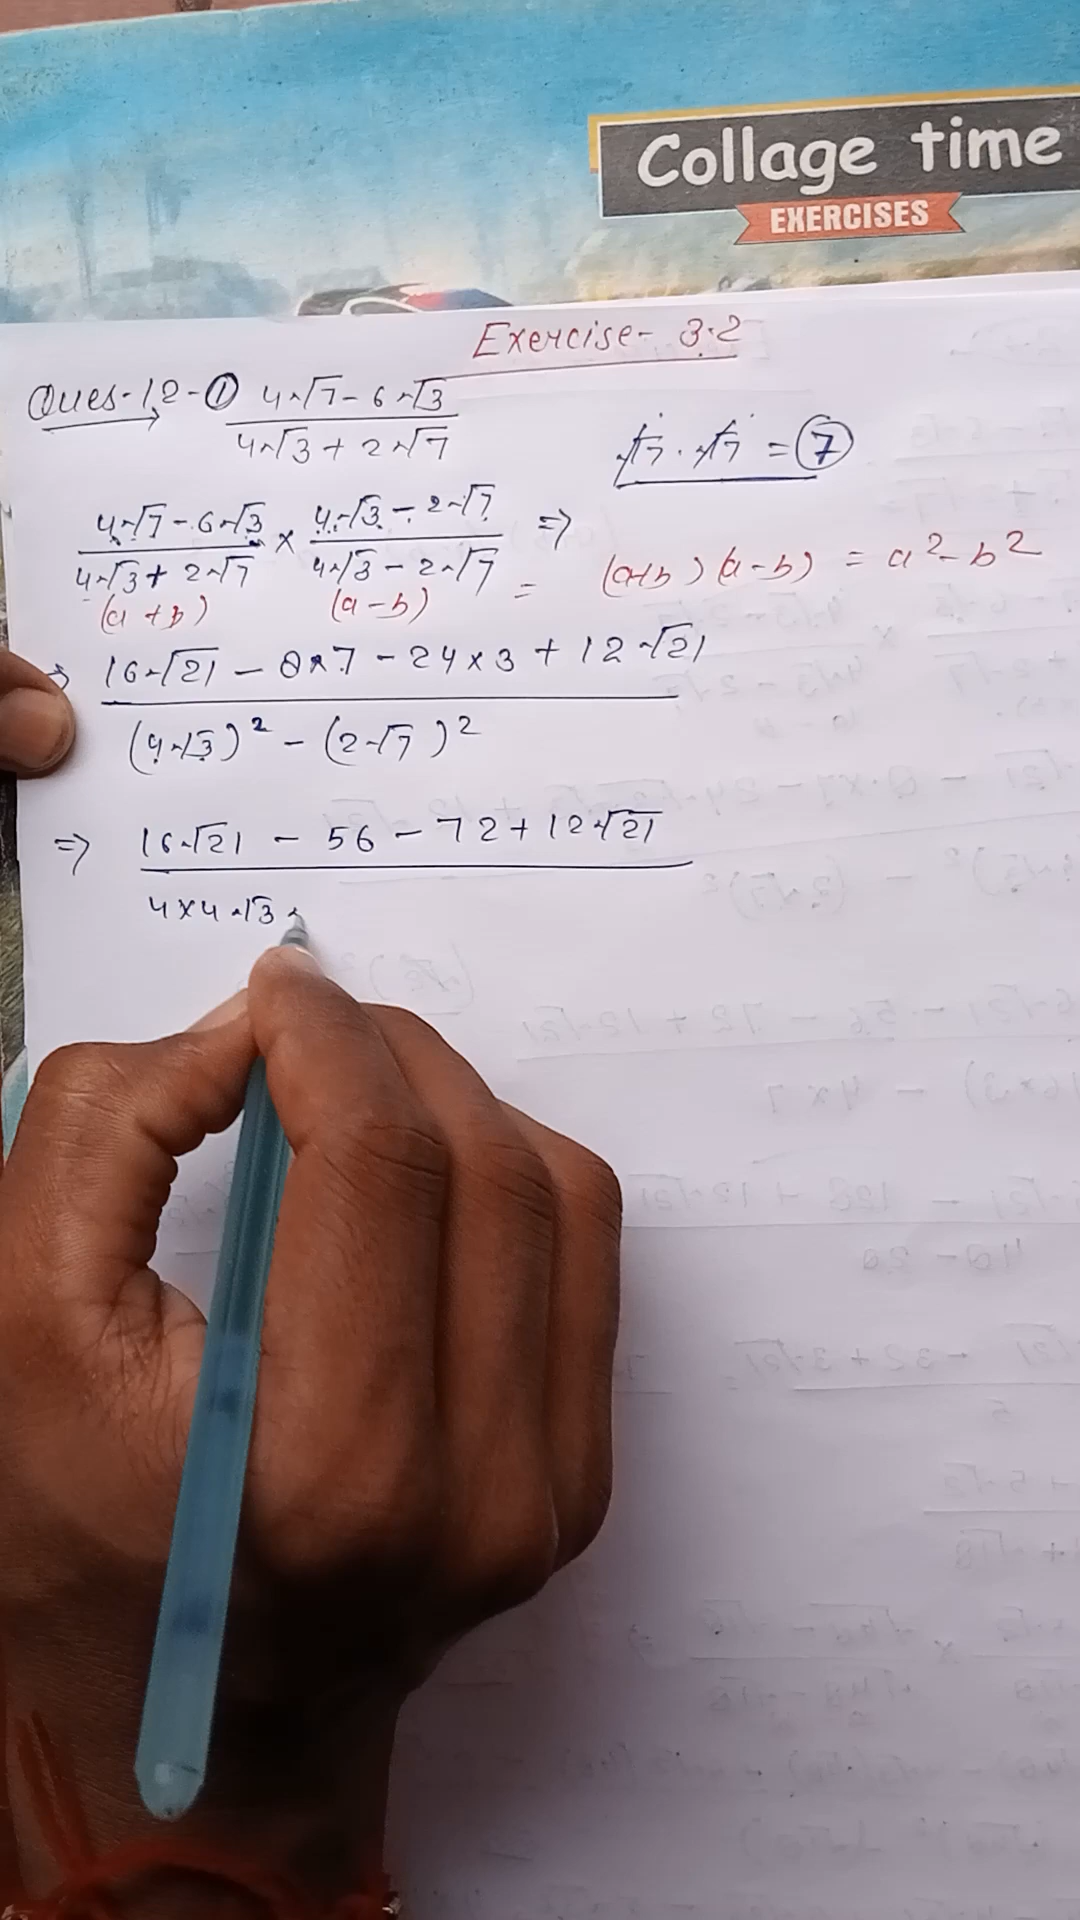 Collage time
EXERCISES
Exercise- 3.2
Ques-12-① 4√7 - 6√3
4√3 + 2√7
√7 . √7 = 7
4√7 - 6√3 × 4√3 - 2√7 ⇒
4√3 + 2√7 4√3 - 2√7 =
(a + b) (a - b)
(a+b) (a-b) = a² - b²
⇒ 16√21 - 8×7 - 24×3 + 12√21
(4√3)² - (2√7)²
⇒ 16√21 - 56 - 72 + 12√21
4×4√3